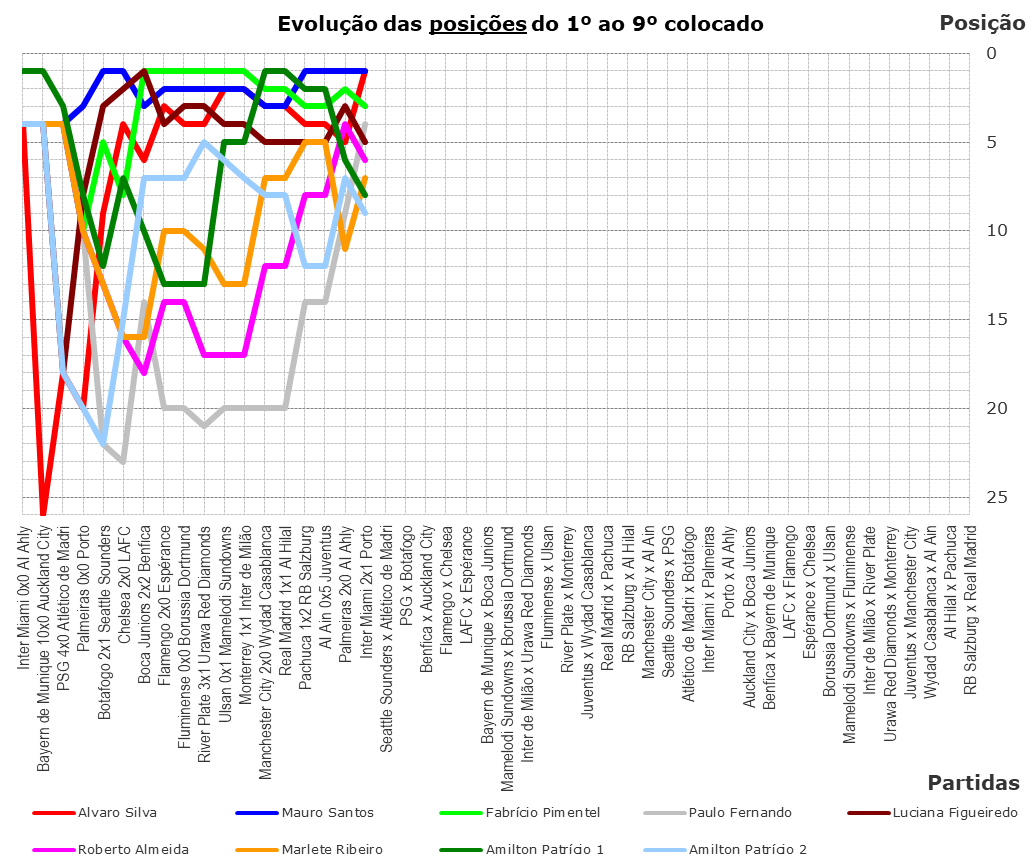 Evolução das posições do 1º ao 9º colocado
Posição
0
5
10
15
20
25
Inter Miami 0x0 Al Ahly
Bayern de Munique 10x0 Auckland City
PSG 4x0 Atlético de Madri
Palmeiras 0x0 Porto
Botafogo 2x1 Seatle Sounders
Chelsea 2x0 LAFC
Boca Juniors 2x2 Benfica
Flamengo 2x0 Espérance
Fluminense 0x0 Borussia Dortmund
River Plate 3x1 Urawa Red Diamonds
Ulsan 0x1 Mamelodi Sundowns
Monterrey 1x1 Inter de Milão
Manchester City 2x0 Wydad Casablanca
Real Madrid 1x1 Al Hilal
Pachuca 1x2 RB Salzburg
Al Ain 0x5 Juventus
Palmeiras 2x0 Al Ahly
Inter Miami 2x1 Porto
Seattle Sounders x Atlético de Madri
PSG x Botafogo
Benfica x Auckland City
Flamengo x Chelsea
LAFC x Espérance
Bayern de Munique x Boca Juniors
Mamelodi Sundowns x Borussia Dortmund
Inter de Milão x Urawa Red Diamonds
Fluminense x Ulsan
River Plate x Monterrey
Juventus x Wydad Casablanca
Real Madrid x Pachuca
RB Salzburg x Al Hilal
Manchester City x Al Ain
Seattle Sounders x PSG
Atlético de Madri x Botafogo
Inter Miami x Palmeiras
Porto x Al Ahly
Auckland City x Boca Juniors
Benfica x Bayern de Munique
LAFC x Flamengo
Espérance x Chelsea
Borussia Dortmund x Ulsan
Mamelodi Sundowns x Fluminense
Inter de Milão x River Plate
Urawa Red Diamonds x Monterrey
Juventus x Manchester City
Wydad Casablanca x Al Ain
Al Hilal x Pachuca
RB Salzburg x Real Madrid
Partidas
Alvaro Silva
Mauro Santos
Fabrício Pimentel
Paulo Fernando
Luciana Figueiredo
Roberto Almeida
Marlete Ribeiro
Amilton Patrício 1
Amilton Patrício 2